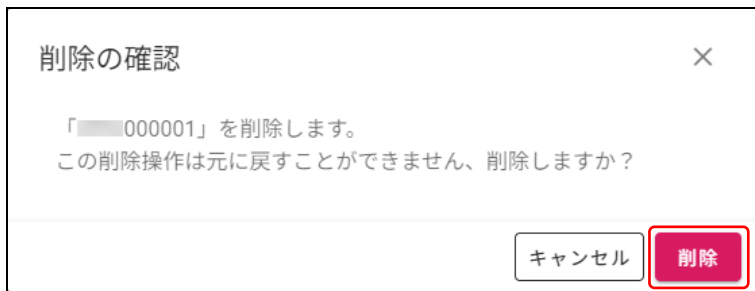 削除の確認
「000001」を削除します。
この削除操作は元に戻すことができません、削除しますか？
キャンセル
削除